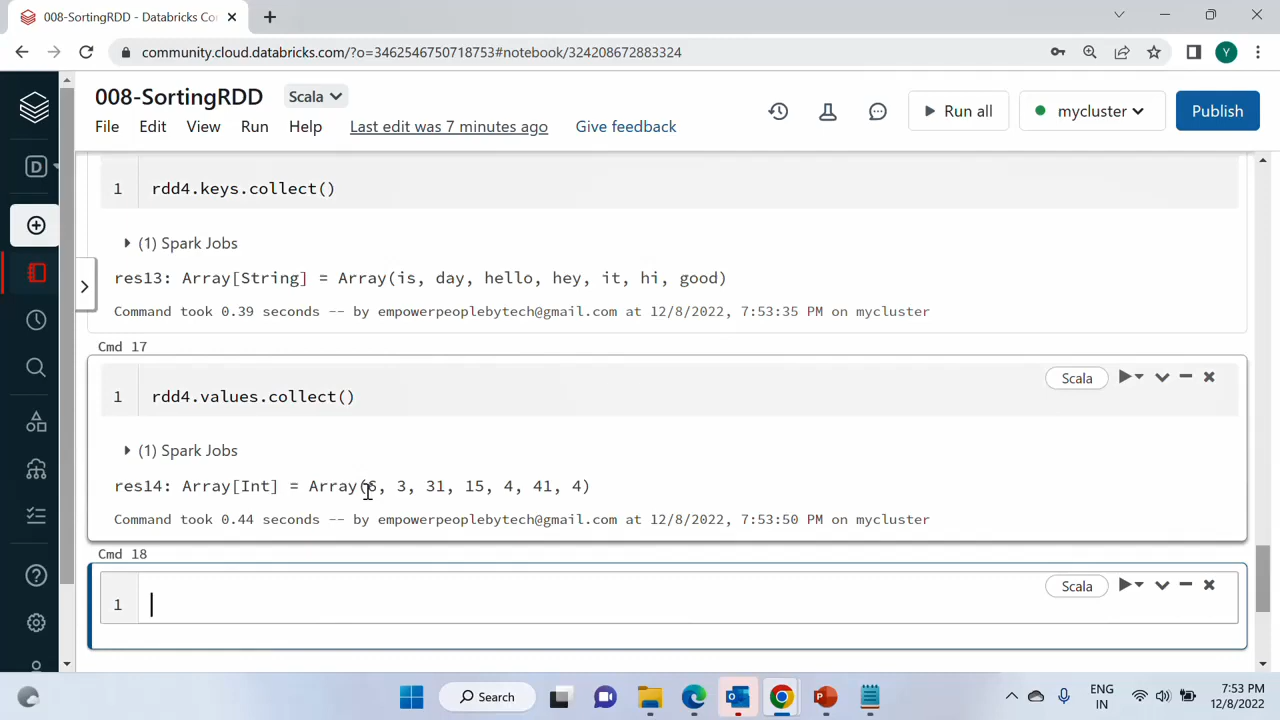 008-SortingRDD - Databricks Co
community.cloud.databricks.com/?o=3462546750718753#notebook/324208672883324
Y
008-SortingRDD
Scala
File Edit View Run Help Last edit was 7 minutes ago Give feedback
Run all
mycluster
Publish
D
1 rdd4.keys.collect()
(1) Spark Jobs
res13: Array[String] = Array(is, day, hello, hey, it, hi, good)
Command took 0.39 seconds -- by empowerpeoplebytech@gmail.com at 12/8/2022, 7:53:35 PM on mycluster
Cmd 17
Scala
1 rdd4.values.collect()
(1) Spark Jobs
res14: Array[Int] = Array(6, 3, 31, 15, 4, 41, 4)
Command took 0.44 seconds -- by empowerpeoplebytech@gmail.com at 12/8/2022, 7:53:50 PM on mycluster
Cmd 18
Scala
1
Search
ENG
IN
7:53 PM
12/8/2022